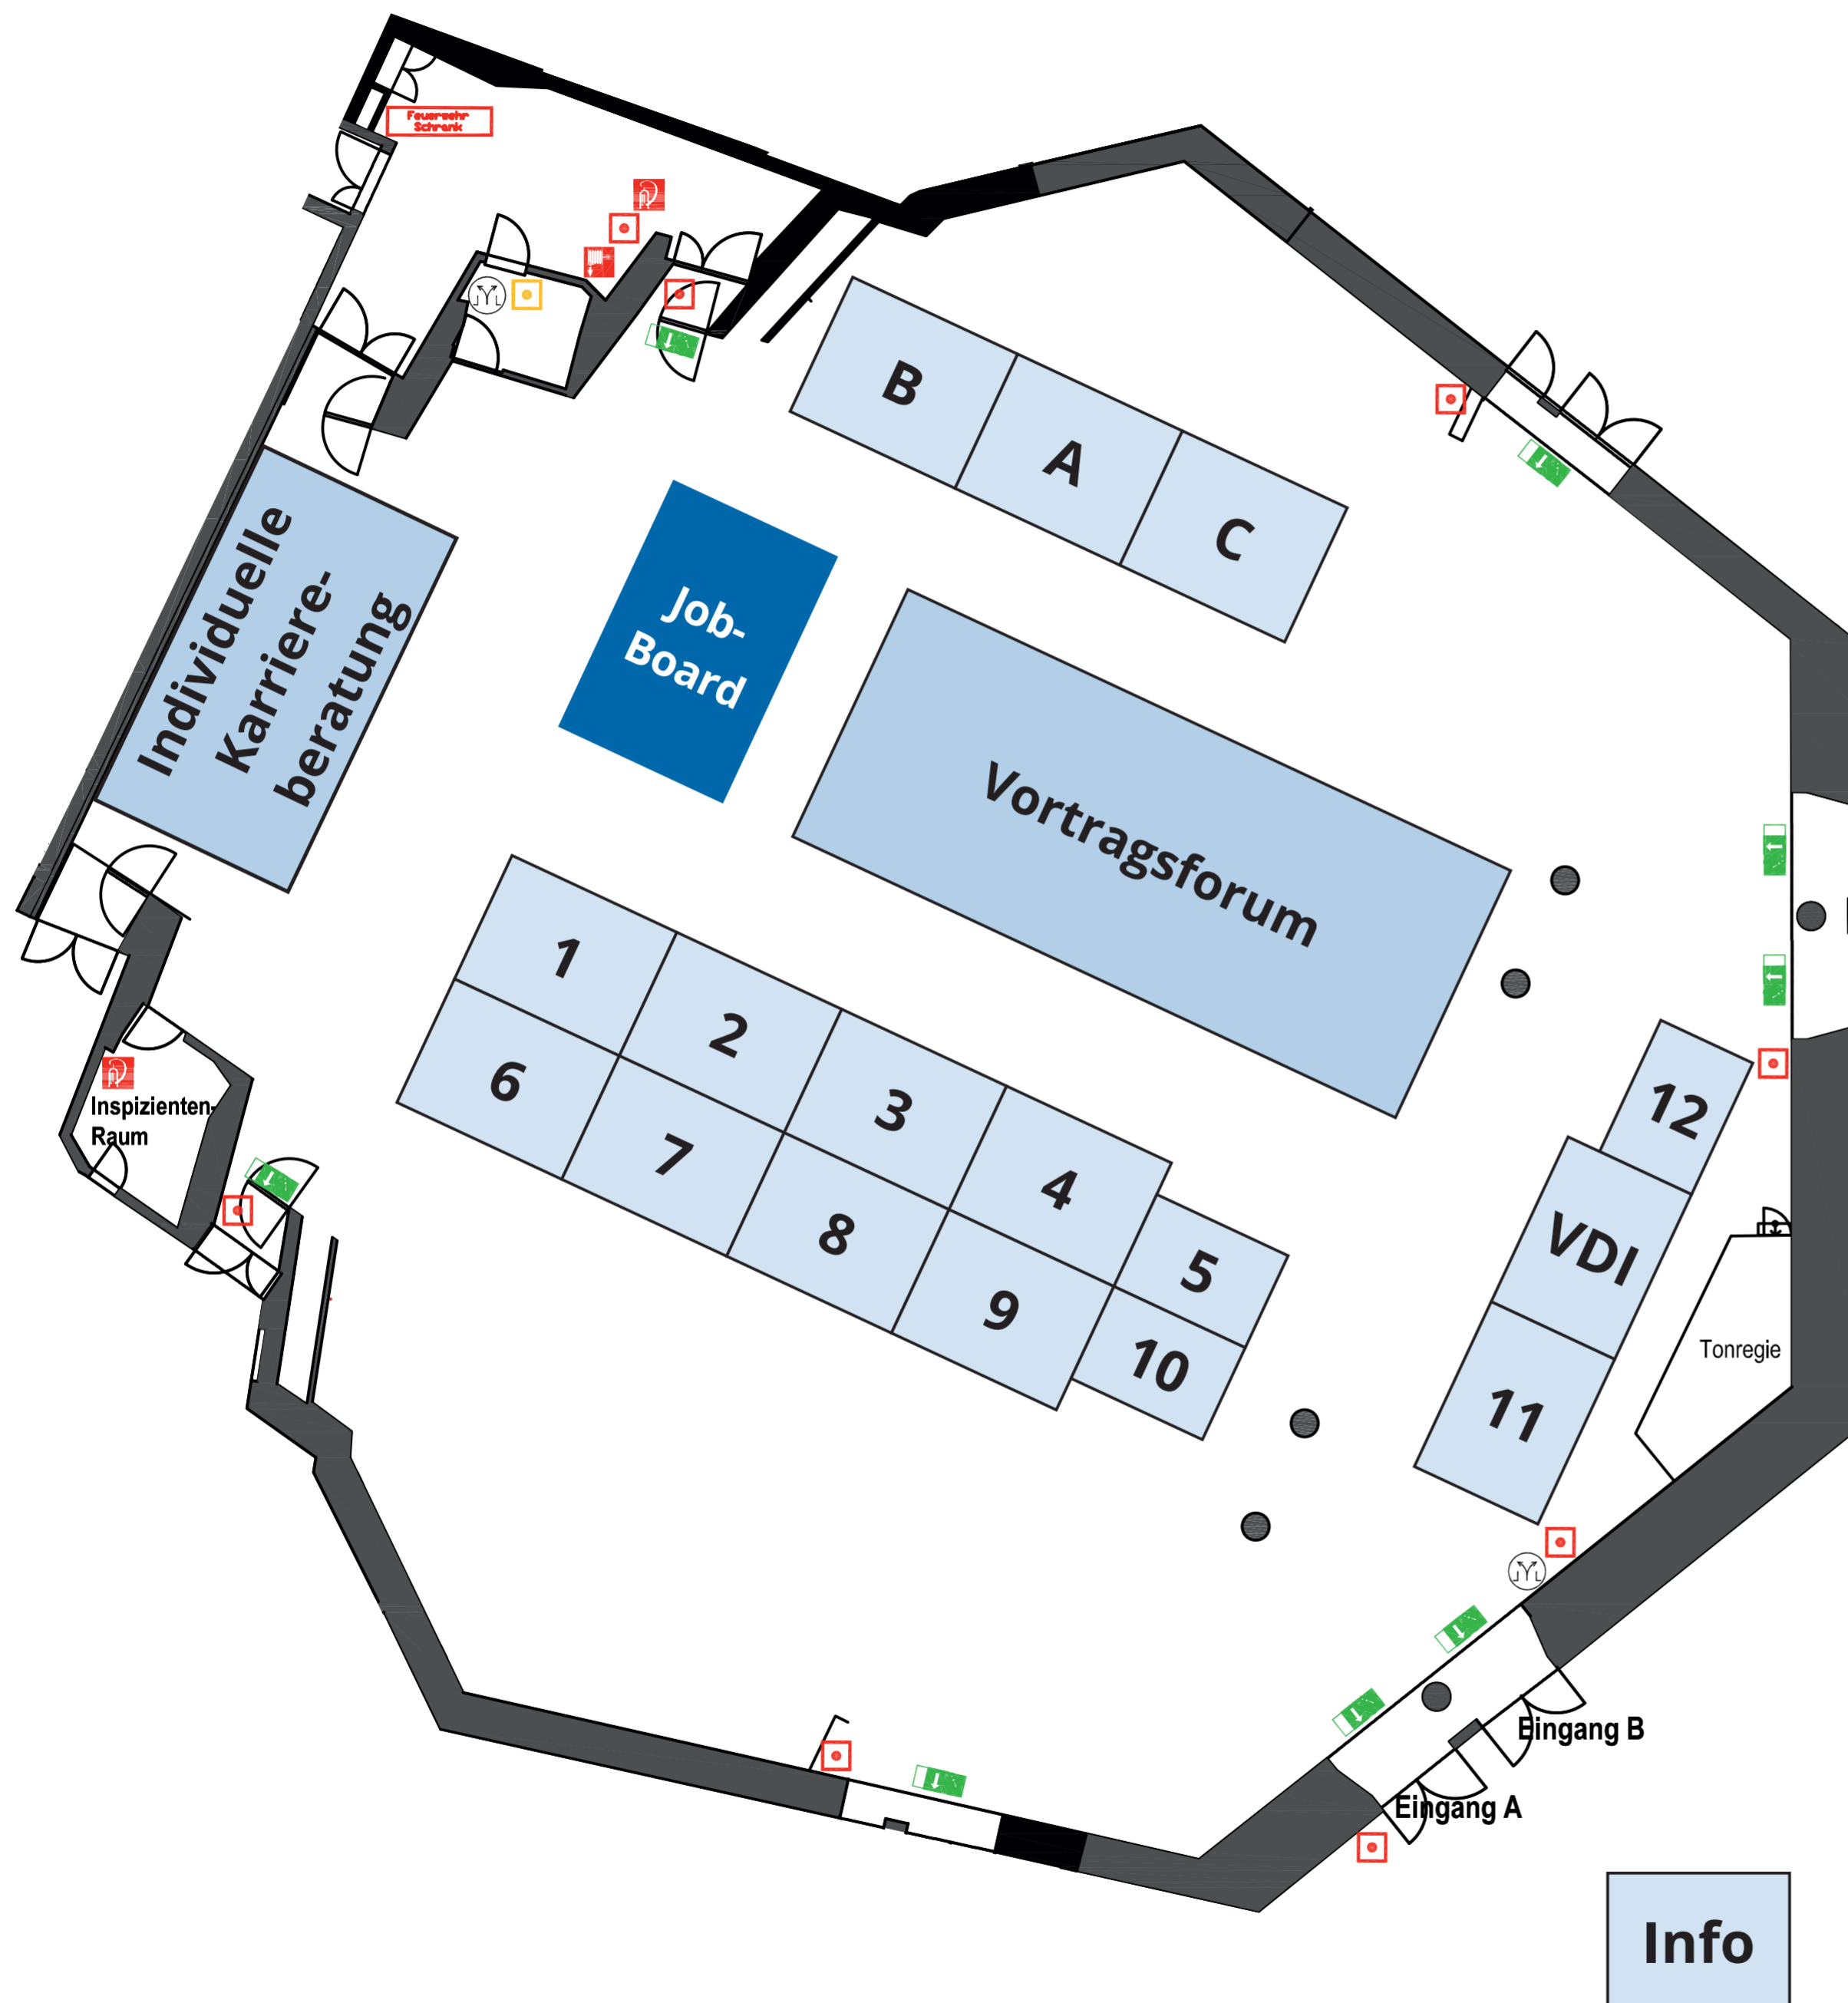 Feuerwehr
Schrank
B
A
C
Individuelle
Karriere-
beratung
Job-
Board
Vortragsforum
1
2
3
4
5
6
7
8
9
10
12
VDI
11
Inspizienten-
Raum
Tonregie
Eingang B
Eingang A
Info